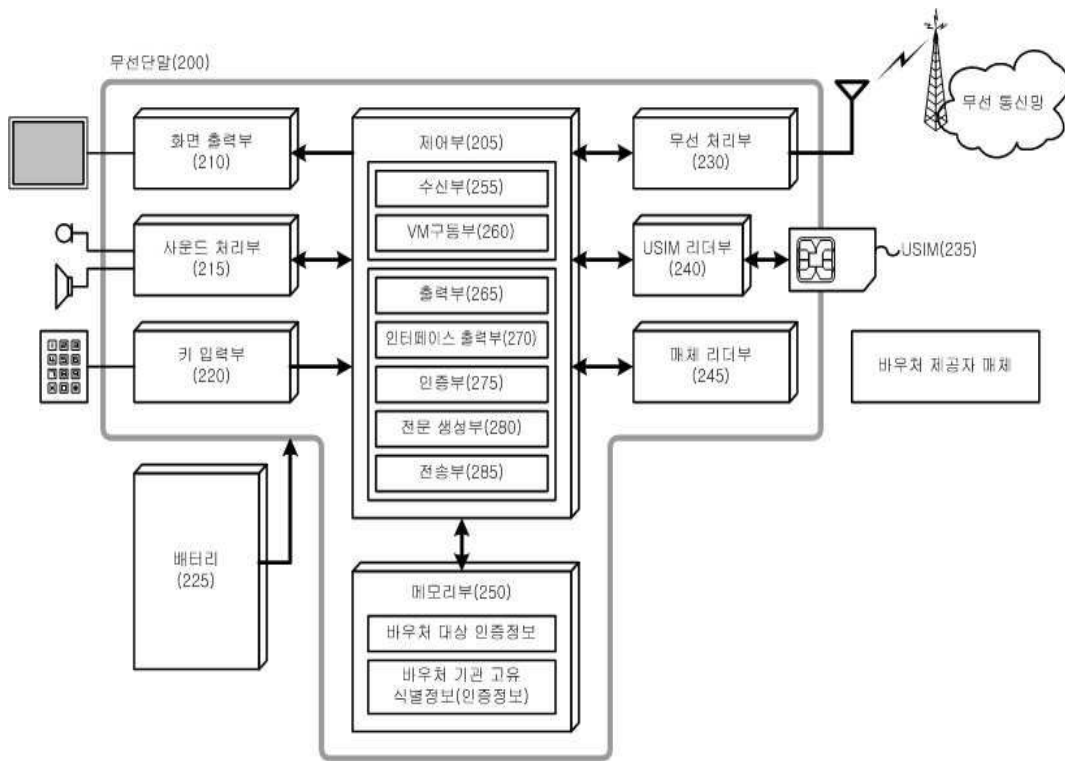 무선단말(200)
무선 통신망
화면 출력부
(210)
제어부(205)
무선 처리부
(230)
수신부(255)
VM구동부(260)
사운드 처리부
(215)
USIM 리더부
(240)
USIM(235)
출력부(265)
인터페이스 출력부(270)
키 입력부
(220)
매체 리더부
(245)
바우처 제공자 매체
인증부(275)
전문 생성부(280)
전송부(285)
배터리
(225)
메모리부(250)
바우처 대상 인증정보
바우처 기관 고유
식별정보(인증정보)